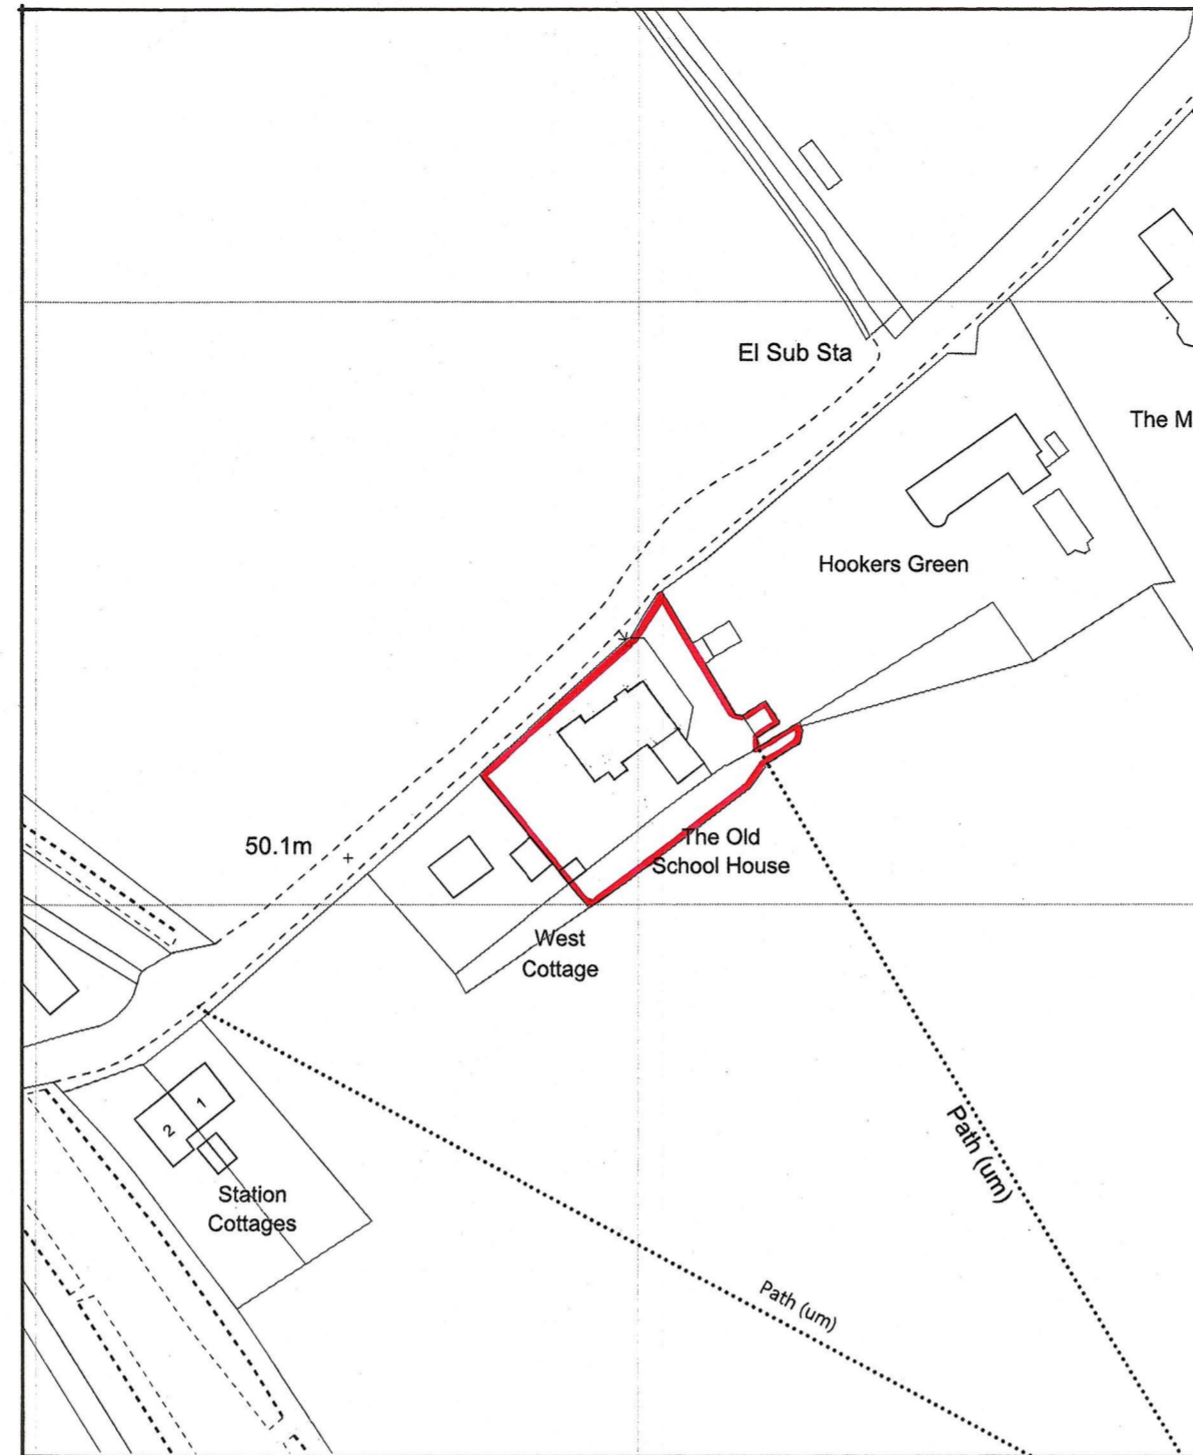 El Sub Sta
The M
Hookers Green
The Old
School House
50.1m
West
Cottage
1
2
Station
Cottages
Path (um)
Path (um)